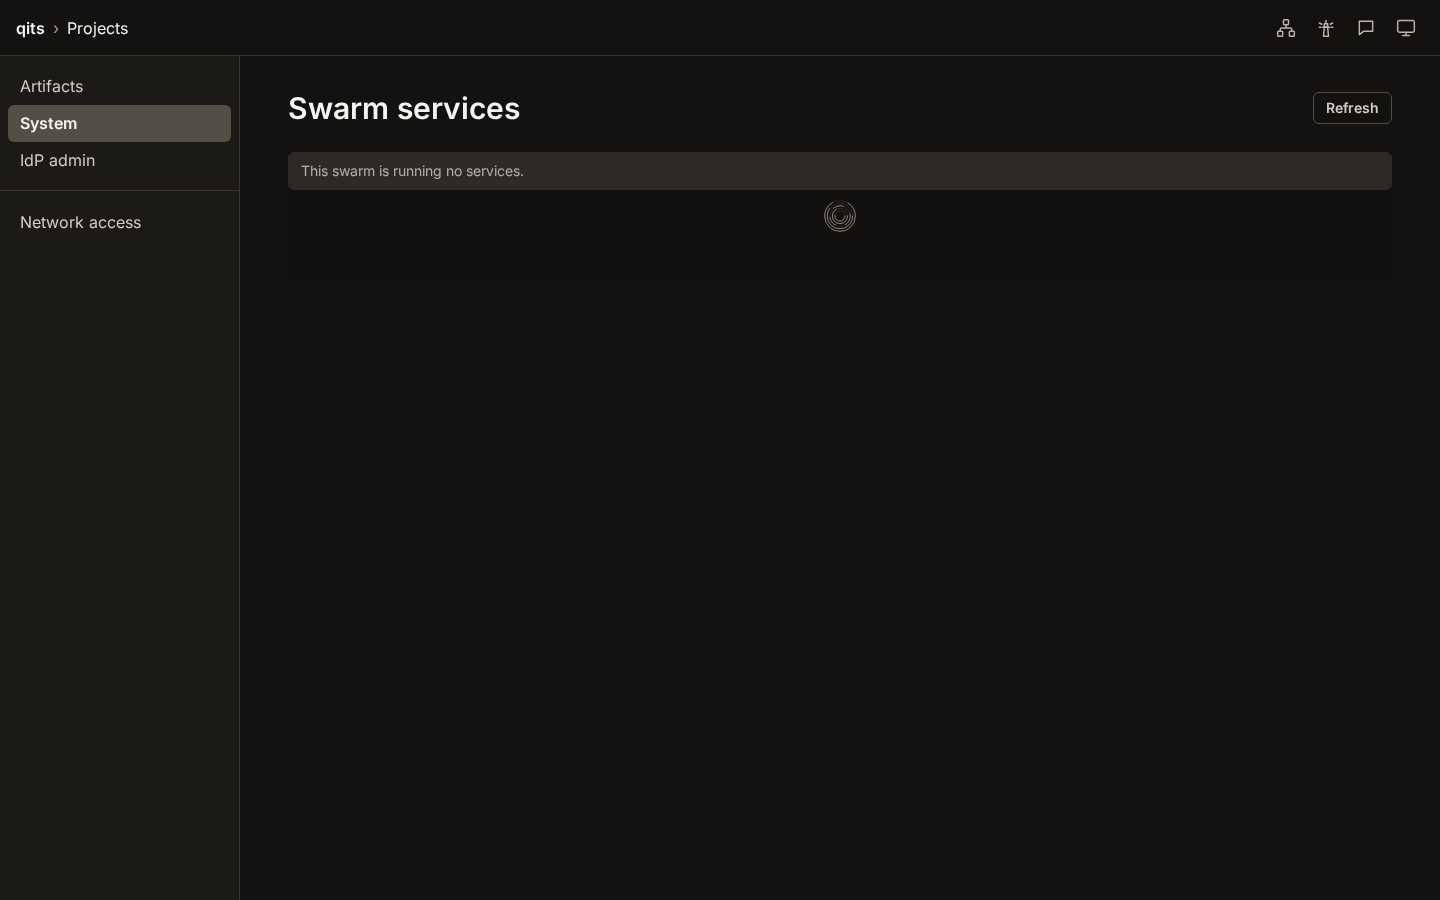 qits › Projects
Artifacts
System
IdP admin
Network access
Swarm services
Refresh
This swarm is running no services.